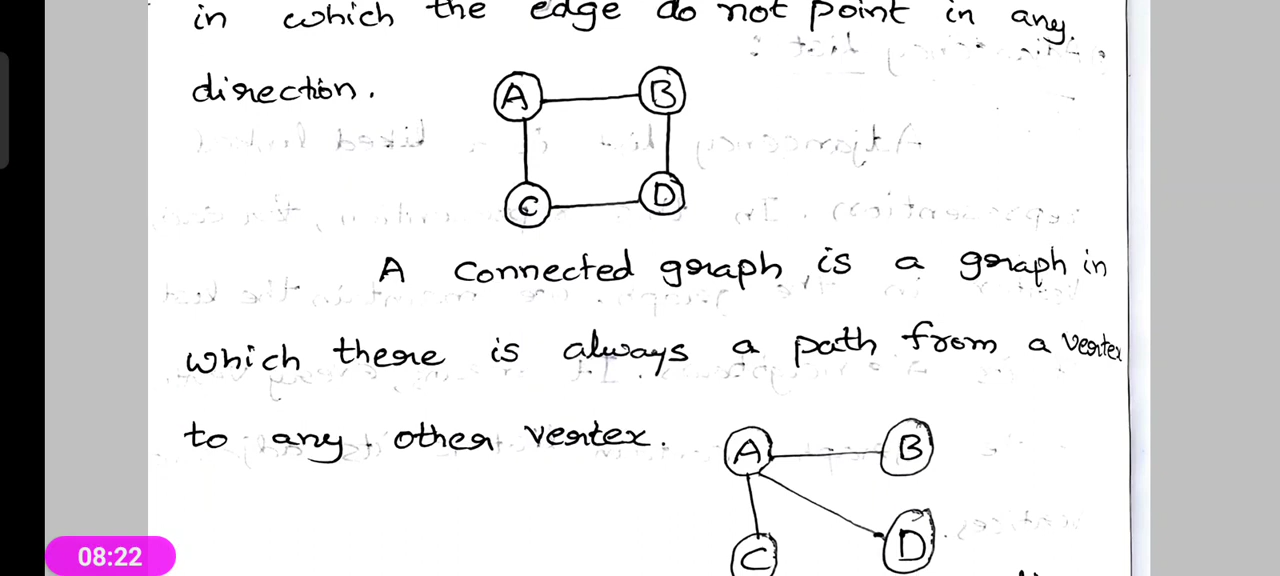 in which the edge do not point in any
direction.
A B
C D
A connected graph is a graph in
which there is always a path from a vertex
to any other vertex.
A B
C D
08:22